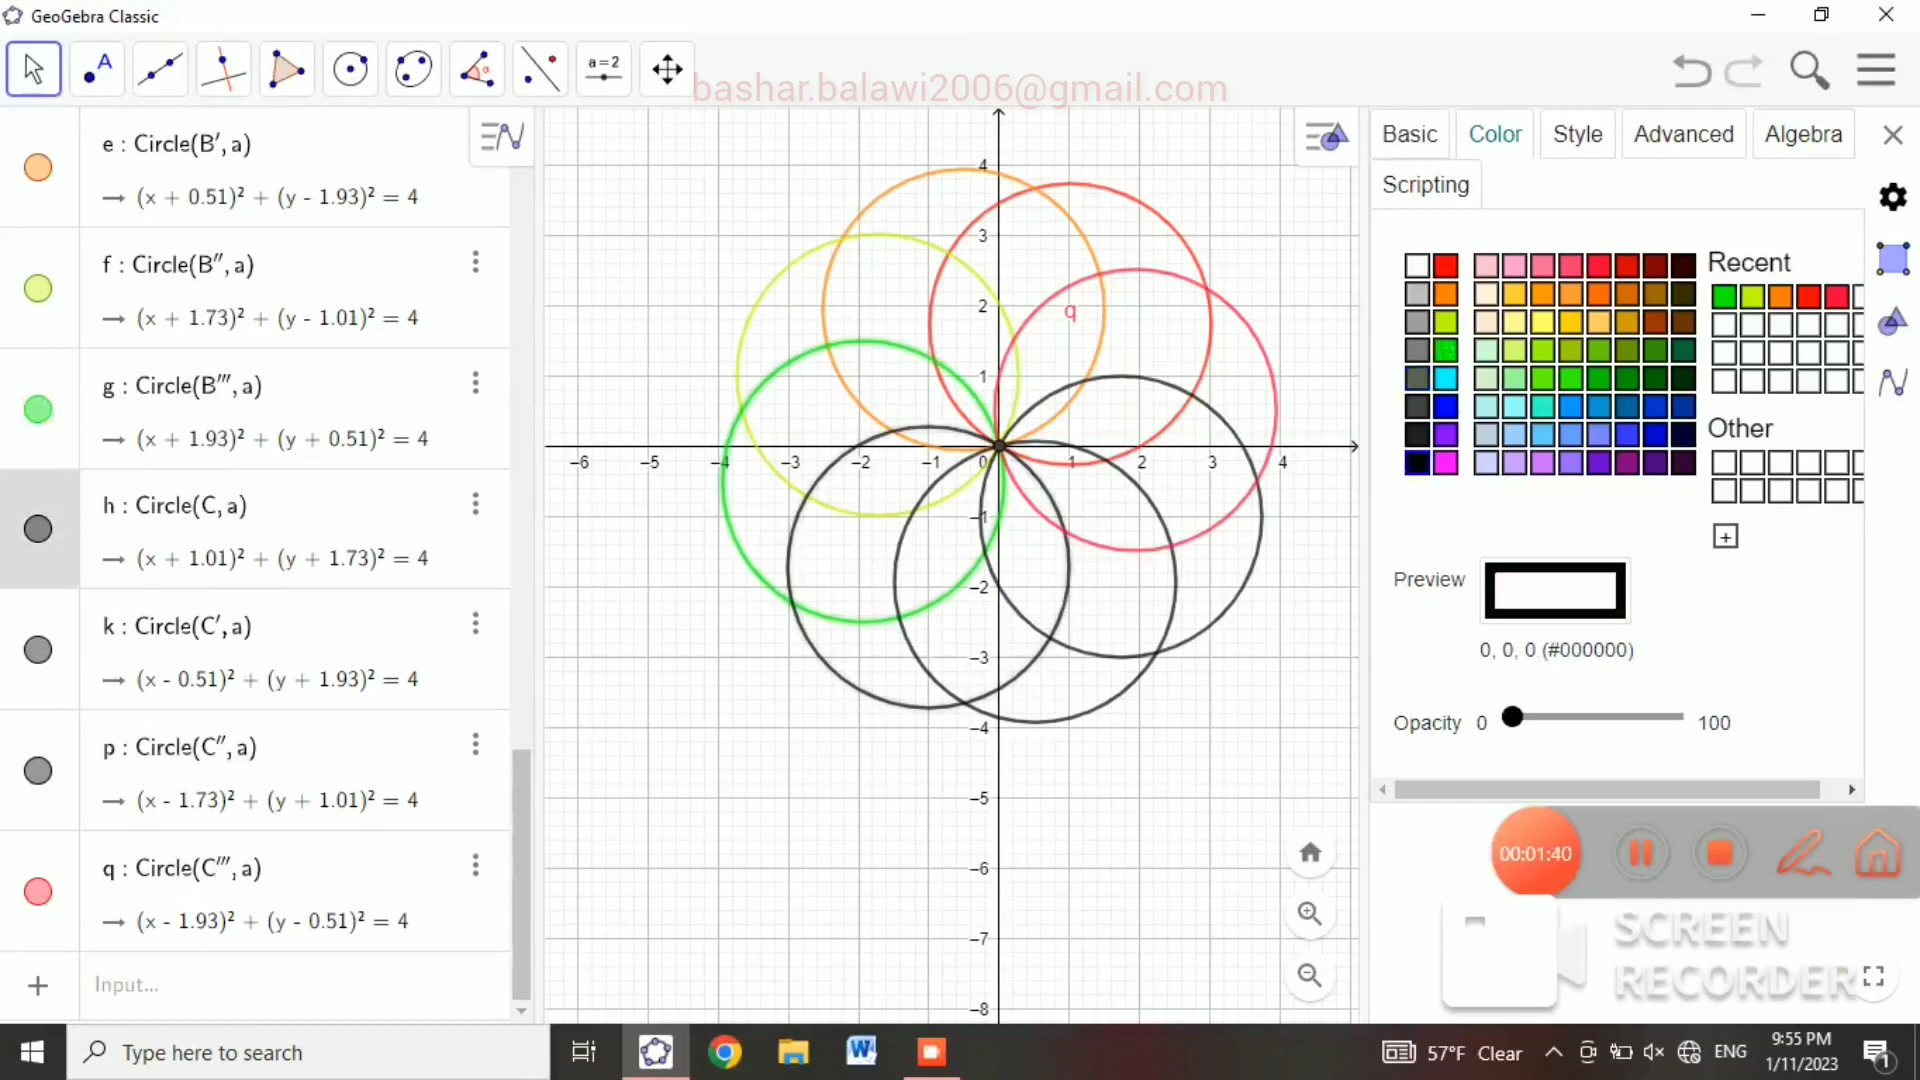 GeoGebra Classic
a = 2
bashar.balawi2006@gmail.com
e : Circle(B′, a)
→ (x + 0.51)² + (y - 1.93)² = 4
f : Circle(B″, a)
→ (x + 1.73)² + (y - 1.01)² = 4
g : Circle(B‴, a)
→ (x + 1.93)² + (y + 0.51)² = 4
h : Circle(C, a)
→ (x + 1.01)² + (y + 1.73)² = 4
k : Circle(C′, a)
→ (x - 0.51)² + (y + 1.93)² = 4
p : Circle(C″, a)
→ (x - 1.73)² + (y + 1.01)² = 4
q : Circle(C‴, a)
→ (x - 1.93)² + (y - 0.51)² = 4
+ Input...
4
3
2
q
1
-6 -5 -4 -3 -2 -1 0 1 2 3 4
-1
-2
-3
-4
-5
-6
-7
-8
Basic Color Style Advanced Algebra
Scripting
Recent
Other
+
Preview
0, 0, 0 (#000000)
Opacity 0 100
00:01:40
SCREEN
RECORDER
Type here to search
W
57°F Clear
ENG
9:55 PM
1/11/2023
1